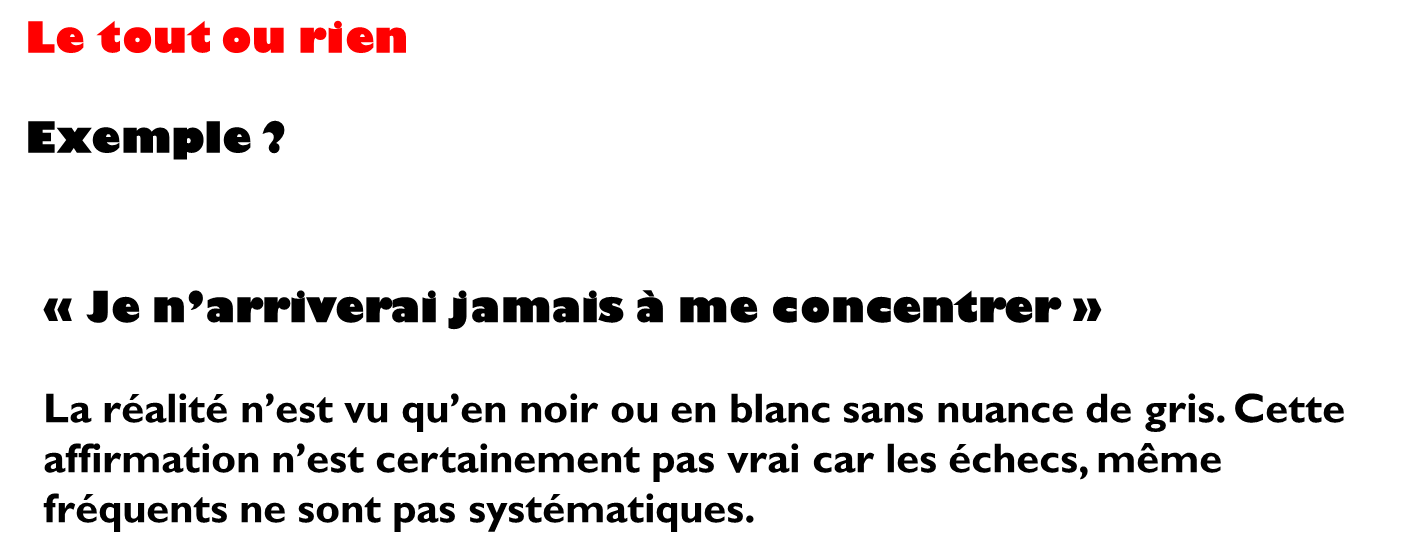 Le tout ou rien
Exemple ?
« Je n’arriverai jamais à me concentrer »
La réalité n’est vu qu’en noir ou en blanc sans nuance de gris. Cette
affirmation n’est certainement pas vrai car les échecs, même
fréquents ne sont pas systématiques.